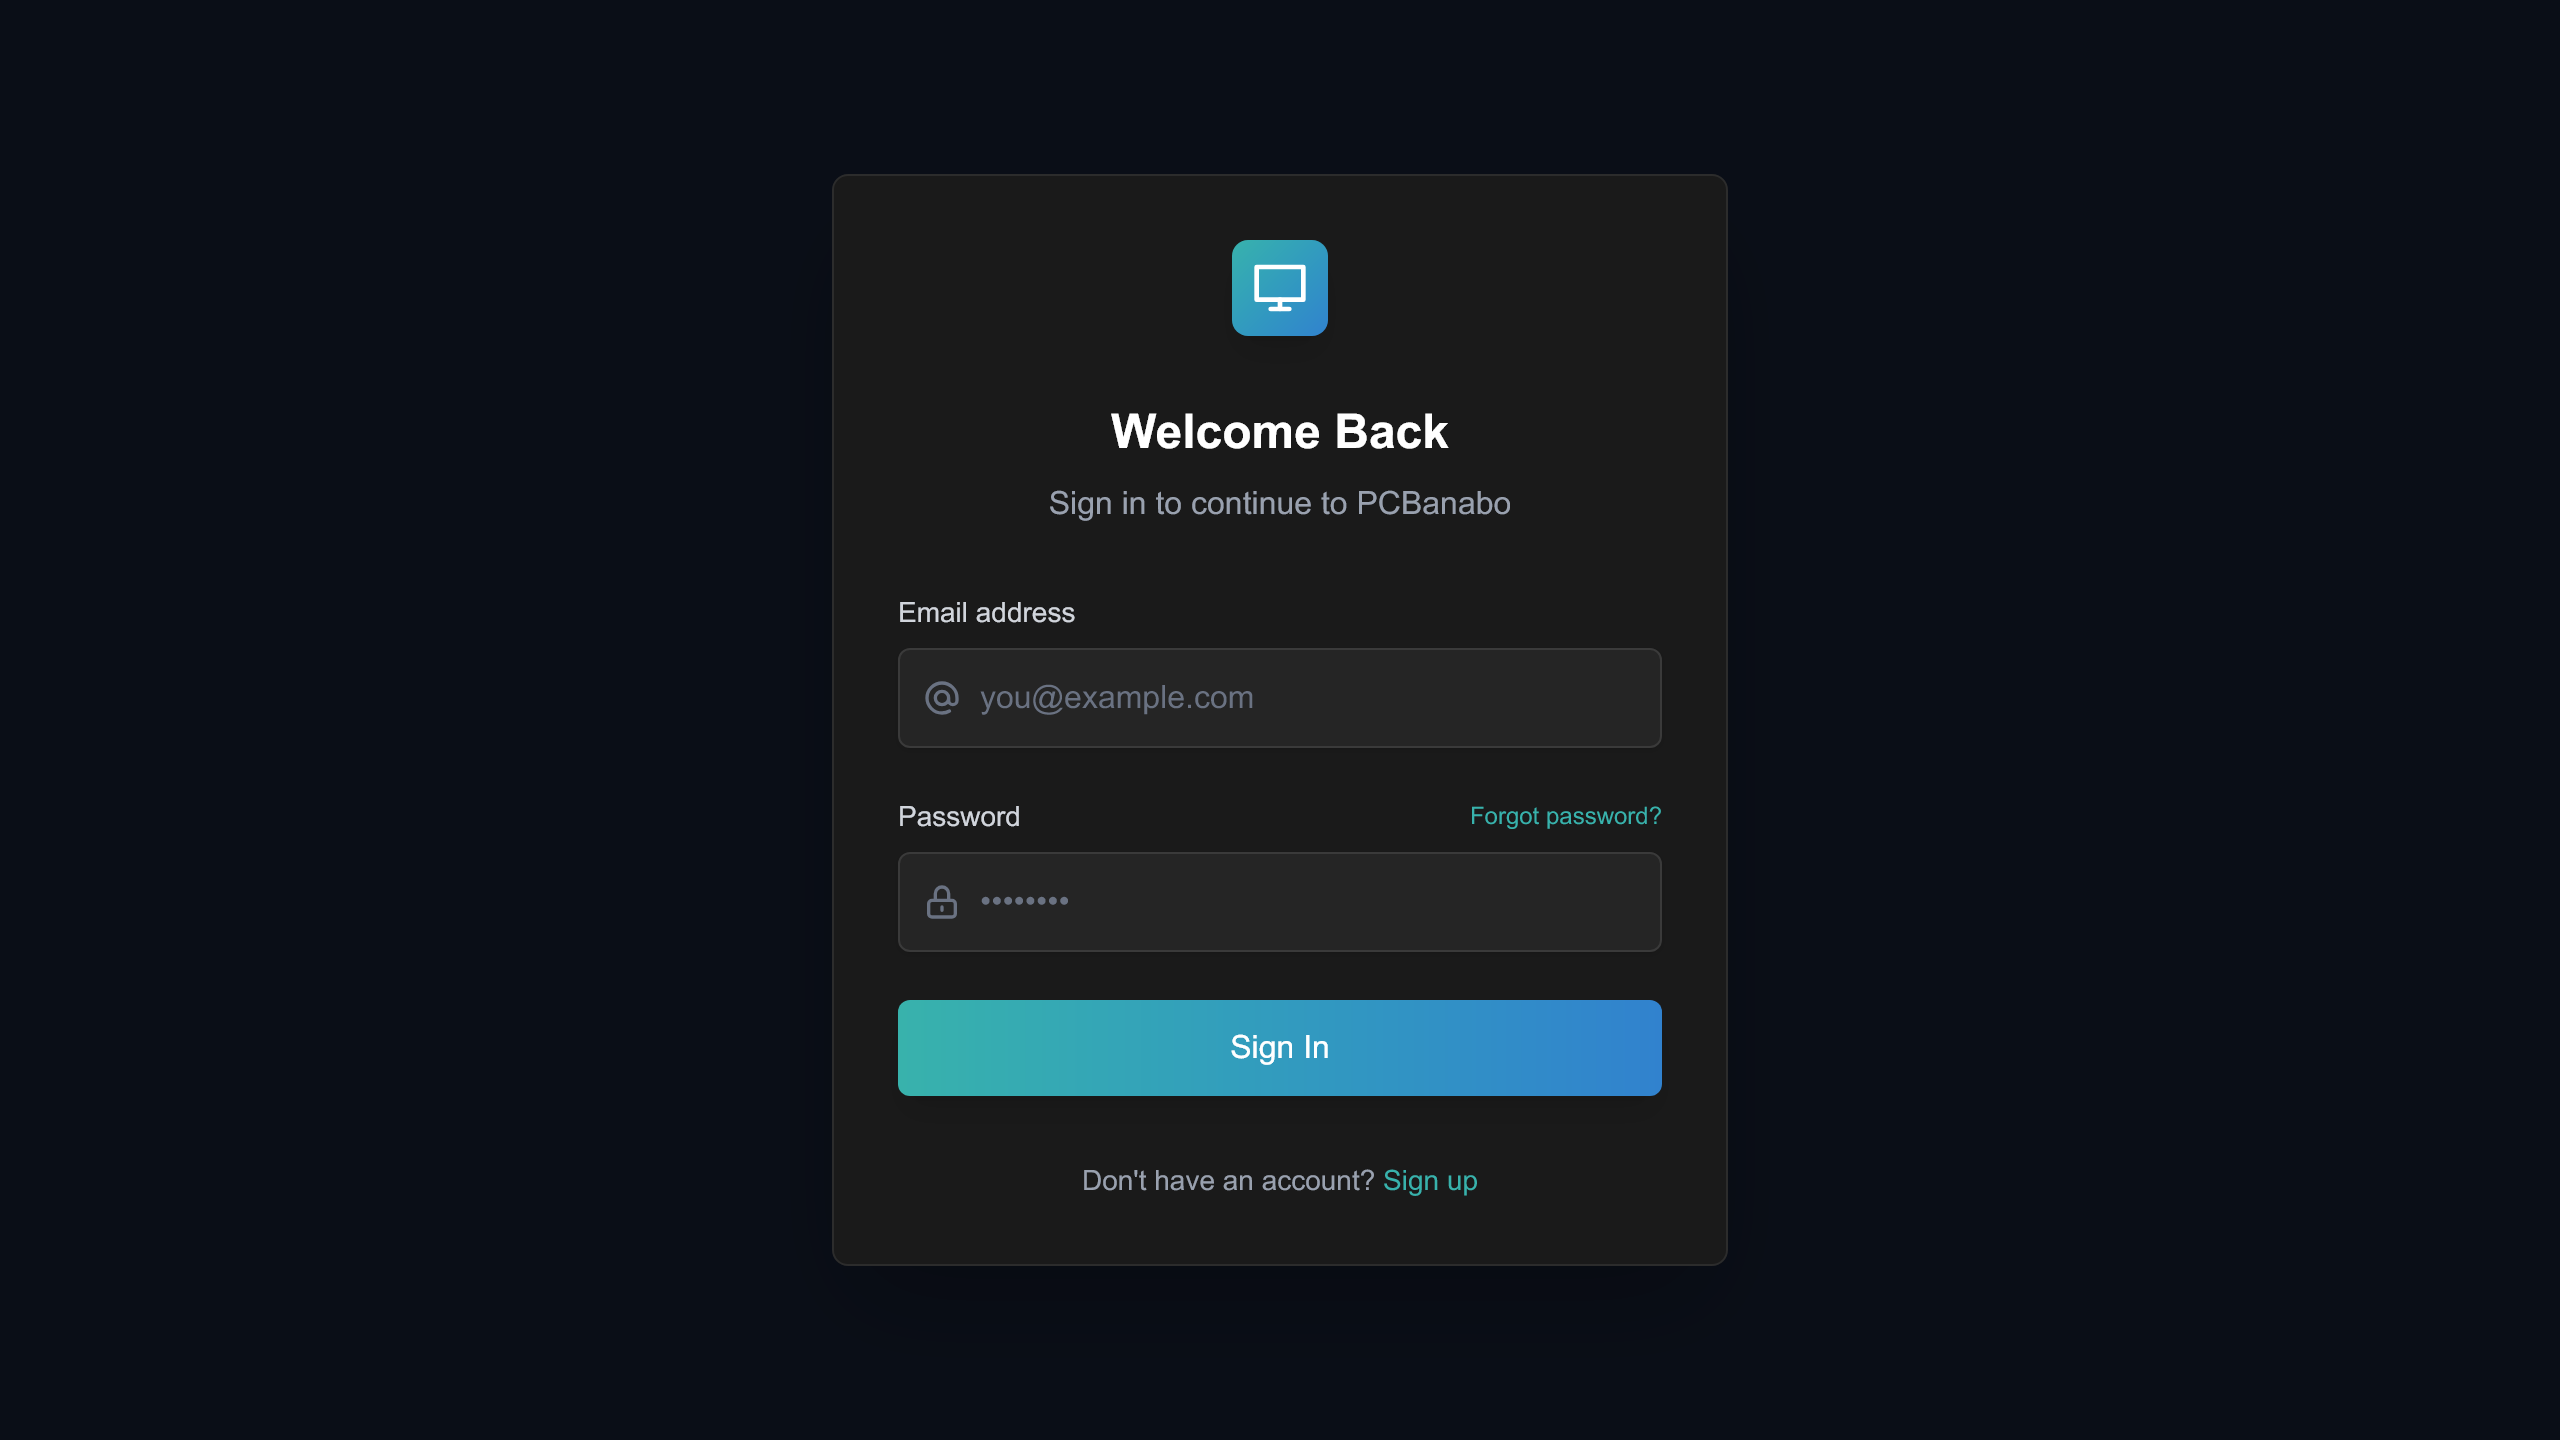 Welcome Back
Sign in to continue to PCBanabo
Email address
you@example.com
Password
Forgot password?
••••••••
Sign In
Don't have an account? Sign up